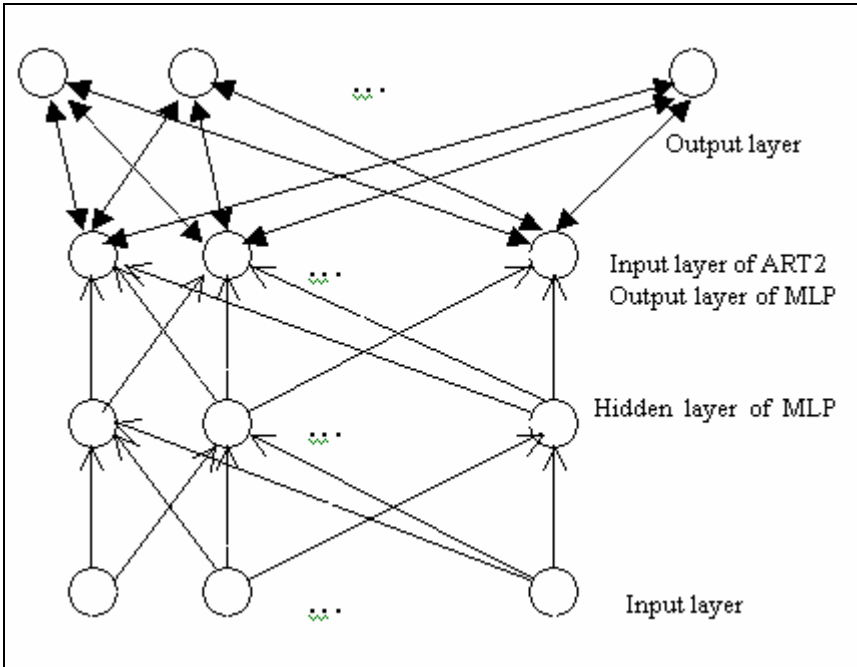 ...
Output layer
Input layer of ART2
...
Output layer of MLP
Hidden layer of MLP
...
Input layer
...